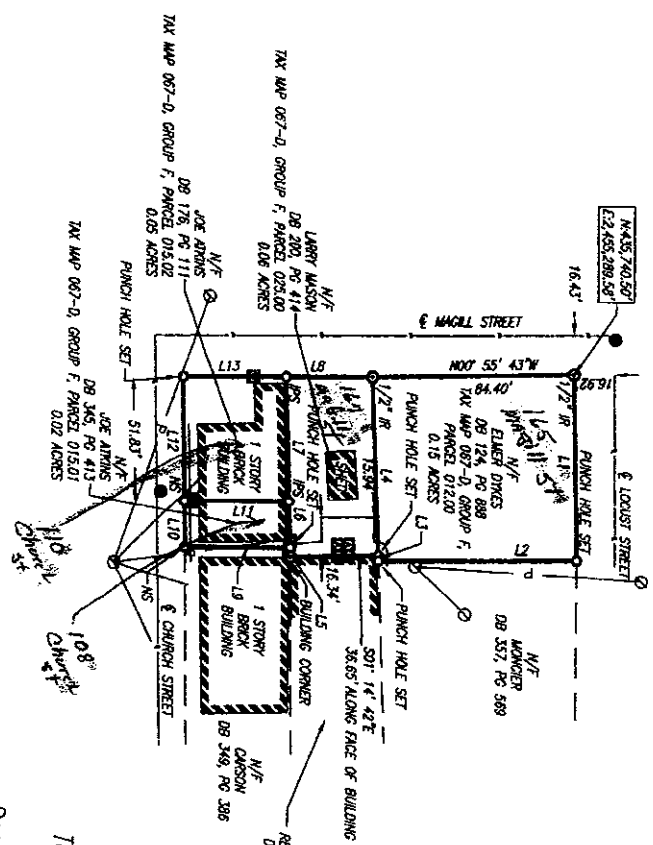 N:435,740.50'
E:2,455,289.58'
16.43'
℄ MAGILL STREET
℄ LOCUST STREET
16.92'
1/2" IR
L1
PUNCH HOLE SET
N00° 55' 43"W
84.40'
165
N/F
ELMER DYKES
DB 124, PG 888
TAX MAP 067-D, GROUP F,
PARCEL 012.00
0.15 ACRES
L2
P
N/F
MONCIER
DB 357, PG 569
PUNCH HOLE SET
L3
PUNCH HOLE SET
1/2" IR
L4
15.94'
L8
N/F
LARRY MASON
DB 200, PG 414
TAX MAP 067-D, GROUP F, PARCEL 025.00
0.06 ACRES
S01° 14' 42"E
36.65' ALONG FACE OF BUILDING
16.34'
L5
BUILDING CORNER
L6
IPS
L7
IPS
PUNCH HOLE SET
L13
N/F
JOE ATKINS
DB 176, PG 111
TAX MAP 067-D, GROUP F, PARCEL 015.02
0.05 ACRES
1 STORY
BRICK
BUILDING
L11
L9
1 STORY
BRICK
BUILDING
N/F
CARSON
DB 349, PG 386
N/F
JOE ATKINS
DB 345, PG 413
TAX MAP 067-D, GROUP F, PARCEL 015.01
0.02 ACRES
PUNCH HOLE SET
51.83'
L12
P
NS
L10
NS
℄ CHURCH STREET
110
Church
St.
108
Church
St